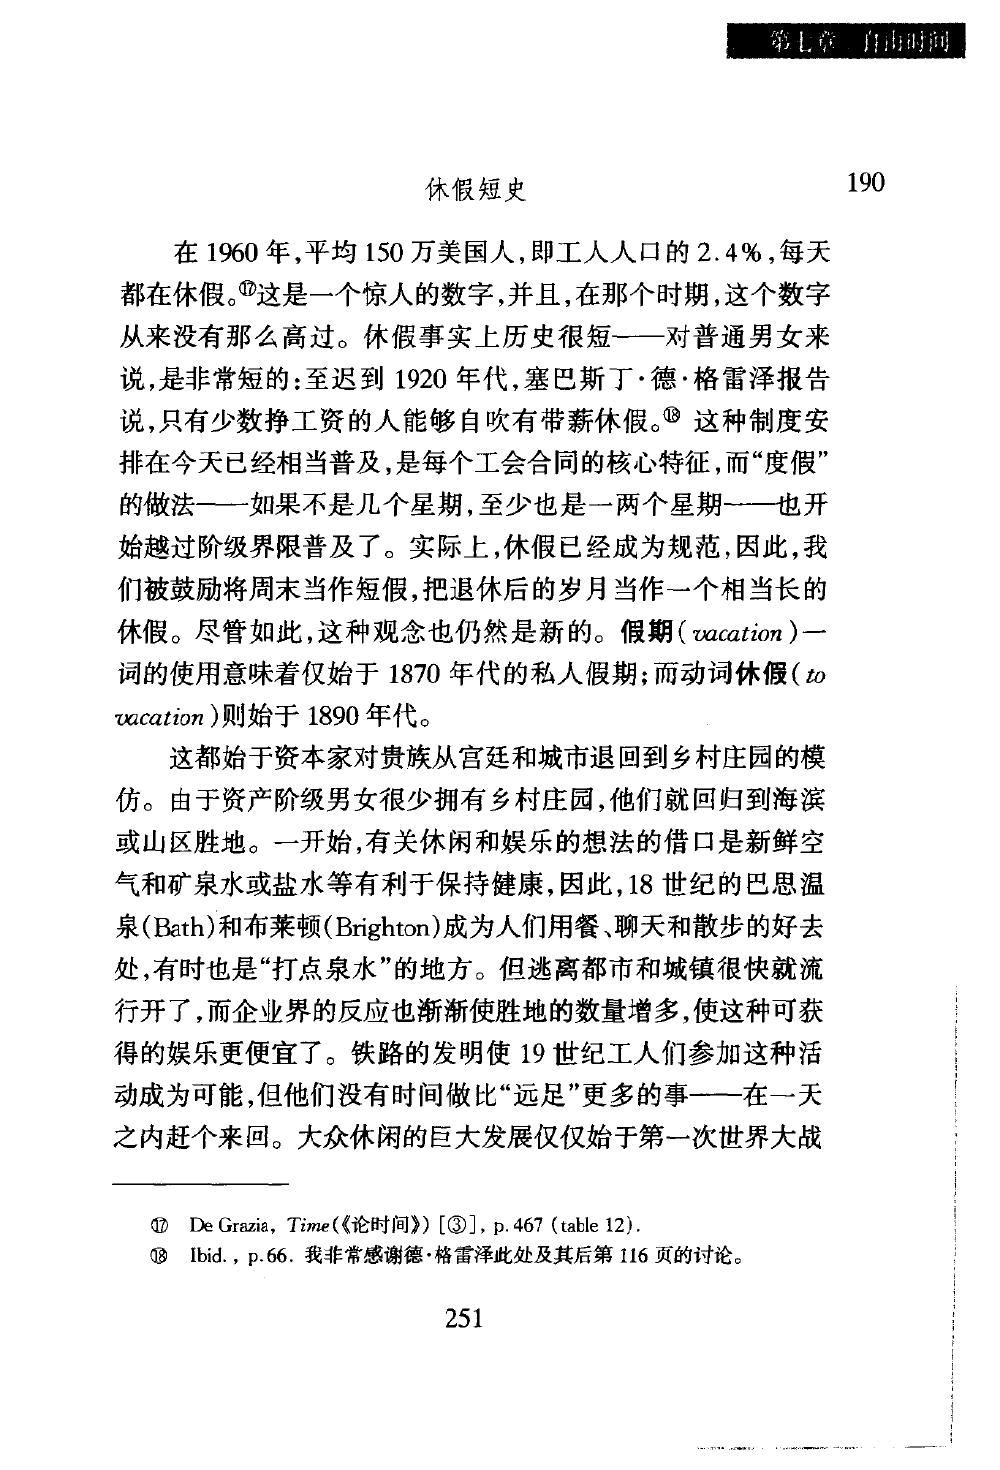 第七章 自由时间
190
休假短史
在1960年,平均150万美国人,即工人人口的2.4%,每天
都在休假。⑰这是一个惊人的数字,并且,在那个时期,这个数字
从来没有那么高过。休假事实上历史很短——对普通男女来
说,是非常短的:至迟到1920年代,塞巴斯丁·德·格雷泽报告
说,只有少数挣工资的人能够自吹有带薪休假。⑱ 这种制度安
排在今天已经相当普及,是每个工会合同的核心特征,而“度假”
的做法——如果不是几个星期,至少也是一两个星期——也开
始越过阶级界限普及了。实际上,休假已经成为规范,因此,我
们被鼓励将周末当作短假,把退休后的岁月当作一个相当长的
休假。尽管如此,这种观念也仍然是新的。假期(vacation)一
词的使用意味着仅始于1870年代的私人假期;而动词休假(to
vacation)则始于1890年代。
这都始于资本家对贵族从宫廷和城市退回到乡村庄园的模
仿。由于资产阶级男女很少拥有乡村庄园,他们就回归到海滨
或山区胜地。一开始,有关休闲和娱乐的想法的借口是新鲜空
气和矿泉水或盐水等有利于保持健康,因此,18世纪的巴思温
泉(Bath)和布莱顿(Brighton)成为人们用餐、聊天和散步的好去
处,有时也是“打点泉水”的地方。但逃离都市和城镇很快就流
行开了,而企业界的反应也渐渐使胜地的数量增多,使这种可获
得的娱乐更便宜了。铁路的发明使19世纪工人们参加这种活
动成为可能,但他们没有时间做比“远足”更多的事——在一天
之内赶个来回。大众休闲的巨大发展仅仅始于第一次世界大战
⑰ De Grazia, Time(《论时间》) [③], p.467 (table 12).
⑱ Ibid., p.66. 我非常感谢德·格雷泽此处及其后第116页的讨论。
251